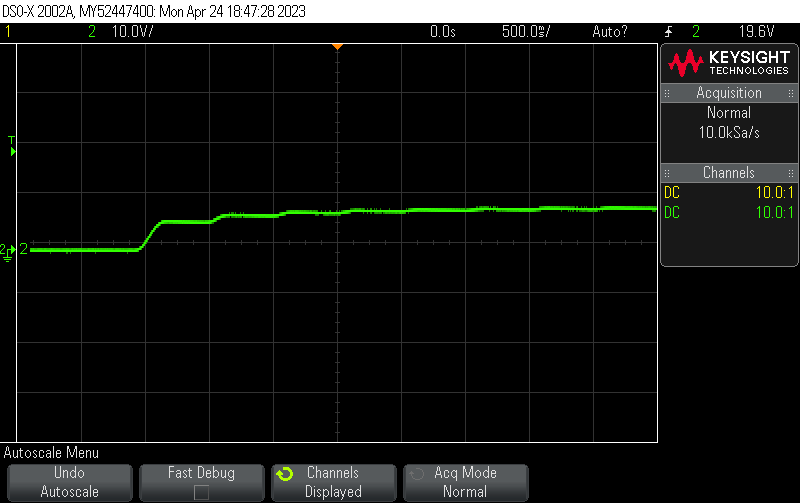 DSO-X 2002A, MY52447400: Mon Apr 24 18:47:28 2023
1 2 10.0V/ 0.0s 500.0ms/ Auto? 2 19.6V
KEYSIGHT
TECHNOLOGIES
Acquisition
Normal
10.0kSa/s
Channels
DC 10.0:1
DC 10.0:1
T
2 2
Autoscale Menu
Undo
Autoscale
Fast Debug
Channels
Displayed
Acq Mode
Normal